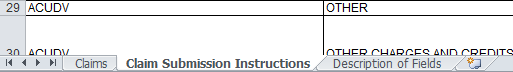 29 ACUDV OTHER
30 ACUDV OTHER CHARGES AND CREDITS
Claims Claim Submission Instructions Description of Fields